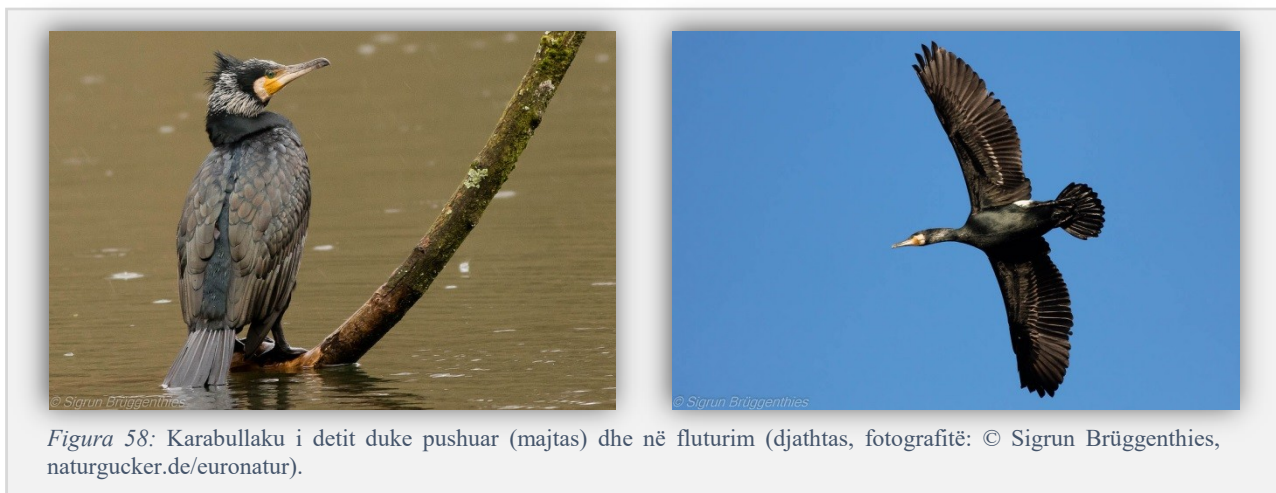 © Sigrun Brüggenthies
© Sigrun Brüggenthies
Figura 58: Karabullaku i detit duke pushuar (majtas) dhe në fluturim (djathtas, fotografitë: © Sigrun Brüggenthies,
naturgucker.de/euronatur).